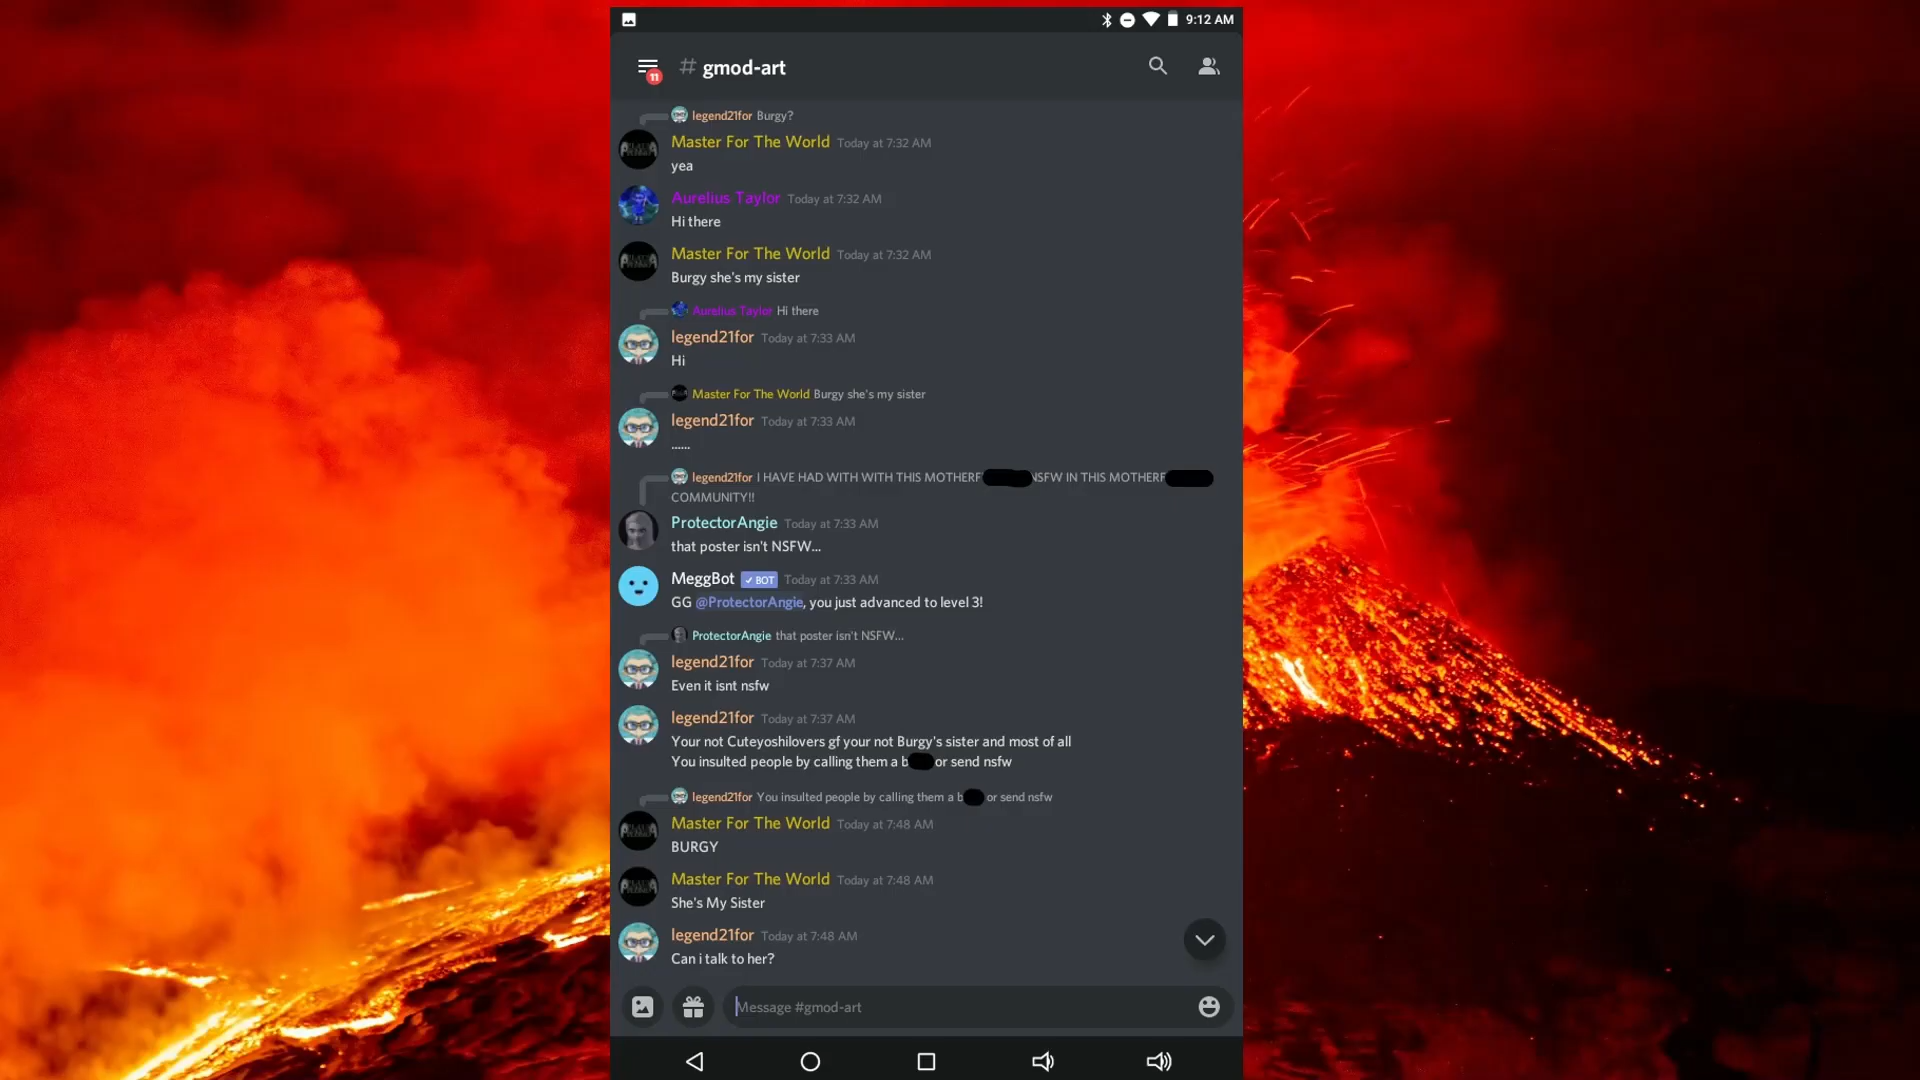 9:12 AM
11
# gmod-art
legend21for Burgy?
Master For The World Today at 7:32 AM
yea
Aurelius Taylor Today at 7:32 AM
Hi there
Master For The World Today at 7:32 AM
Burgy she's my sister
Aurelius Taylor Hi there
legend21for Today at 7:33 AM
Hi
Master For The World Burgy she's my sister
legend21for Today at 7:33 AM
......
legend21for I HAVE HAD WITH WITH THIS MOTHERF NSFW IN THIS MOTHERF
COMMUNITY!!
ProtectorAngie Today at 7:33 AM
that poster isn't NSFW...
MeggBot ✓ BOT Today at 7:33 AM
GG @ProtectorAngie, you just advanced to level 3!
ProtectorAngie that poster isn't NSFW...
legend21for Today at 7:37 AM
Even it isnt nsfw
legend21for Today at 7:37 AM
Your not Cuteyoshilovers gf your not Burgy's sister and most of all
You insulted people by calling them a b or send nsfw
legend21for You insulted people by calling them a b or send nsfw
Master For The World Today at 7:48 AM
BURGY
Master For The World Today at 7:48 AM
She's My Sister
legend21for Today at 7:48 AM
Can i talk to her?
Message #gmod-art